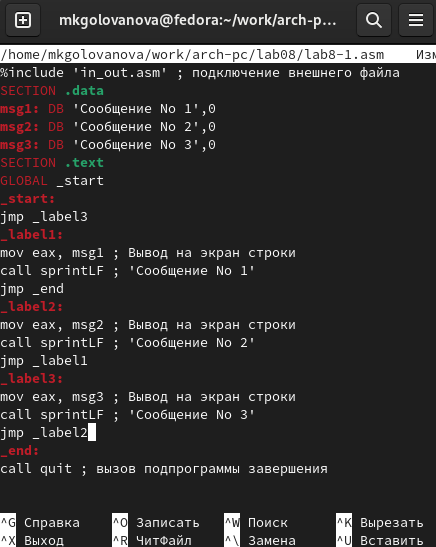 mkgolovanova@fedora:~/work/arch-p…
/home/mkgolovanova/work/arch-pc/lab08/lab8-1.asm Изм
%include 'in_out.asm' ; подключение внешнего файла
SECTION .data
msg1: DB 'Сообщение No 1',0
msg2: DB 'Сообщение No 2',0
msg3: DB 'Сообщение No 3',0
SECTION .text
GLOBAL _start
_start:
jmp _label3
_label1:
mov eax, msg1 ; Вывод на экран строки
call sprintLF ; 'Сообщение No 1'
jmp _end
_label2:
mov eax, msg2 ; Вывод на экран строки
call sprintLF ; 'Сообщение No 2'
jmp _label1
_label3:
mov eax, msg3 ; Вывод на экран строки
call sprintLF ; 'Сообщение No 3'
jmp _label2
_end:
call quit ; вызов подпрограммы завершения
^G Справка ^O Записать ^W Поиск ^K Вырезать
^X Выход ^R ЧитФайл ^\ Замена ^U Вставить